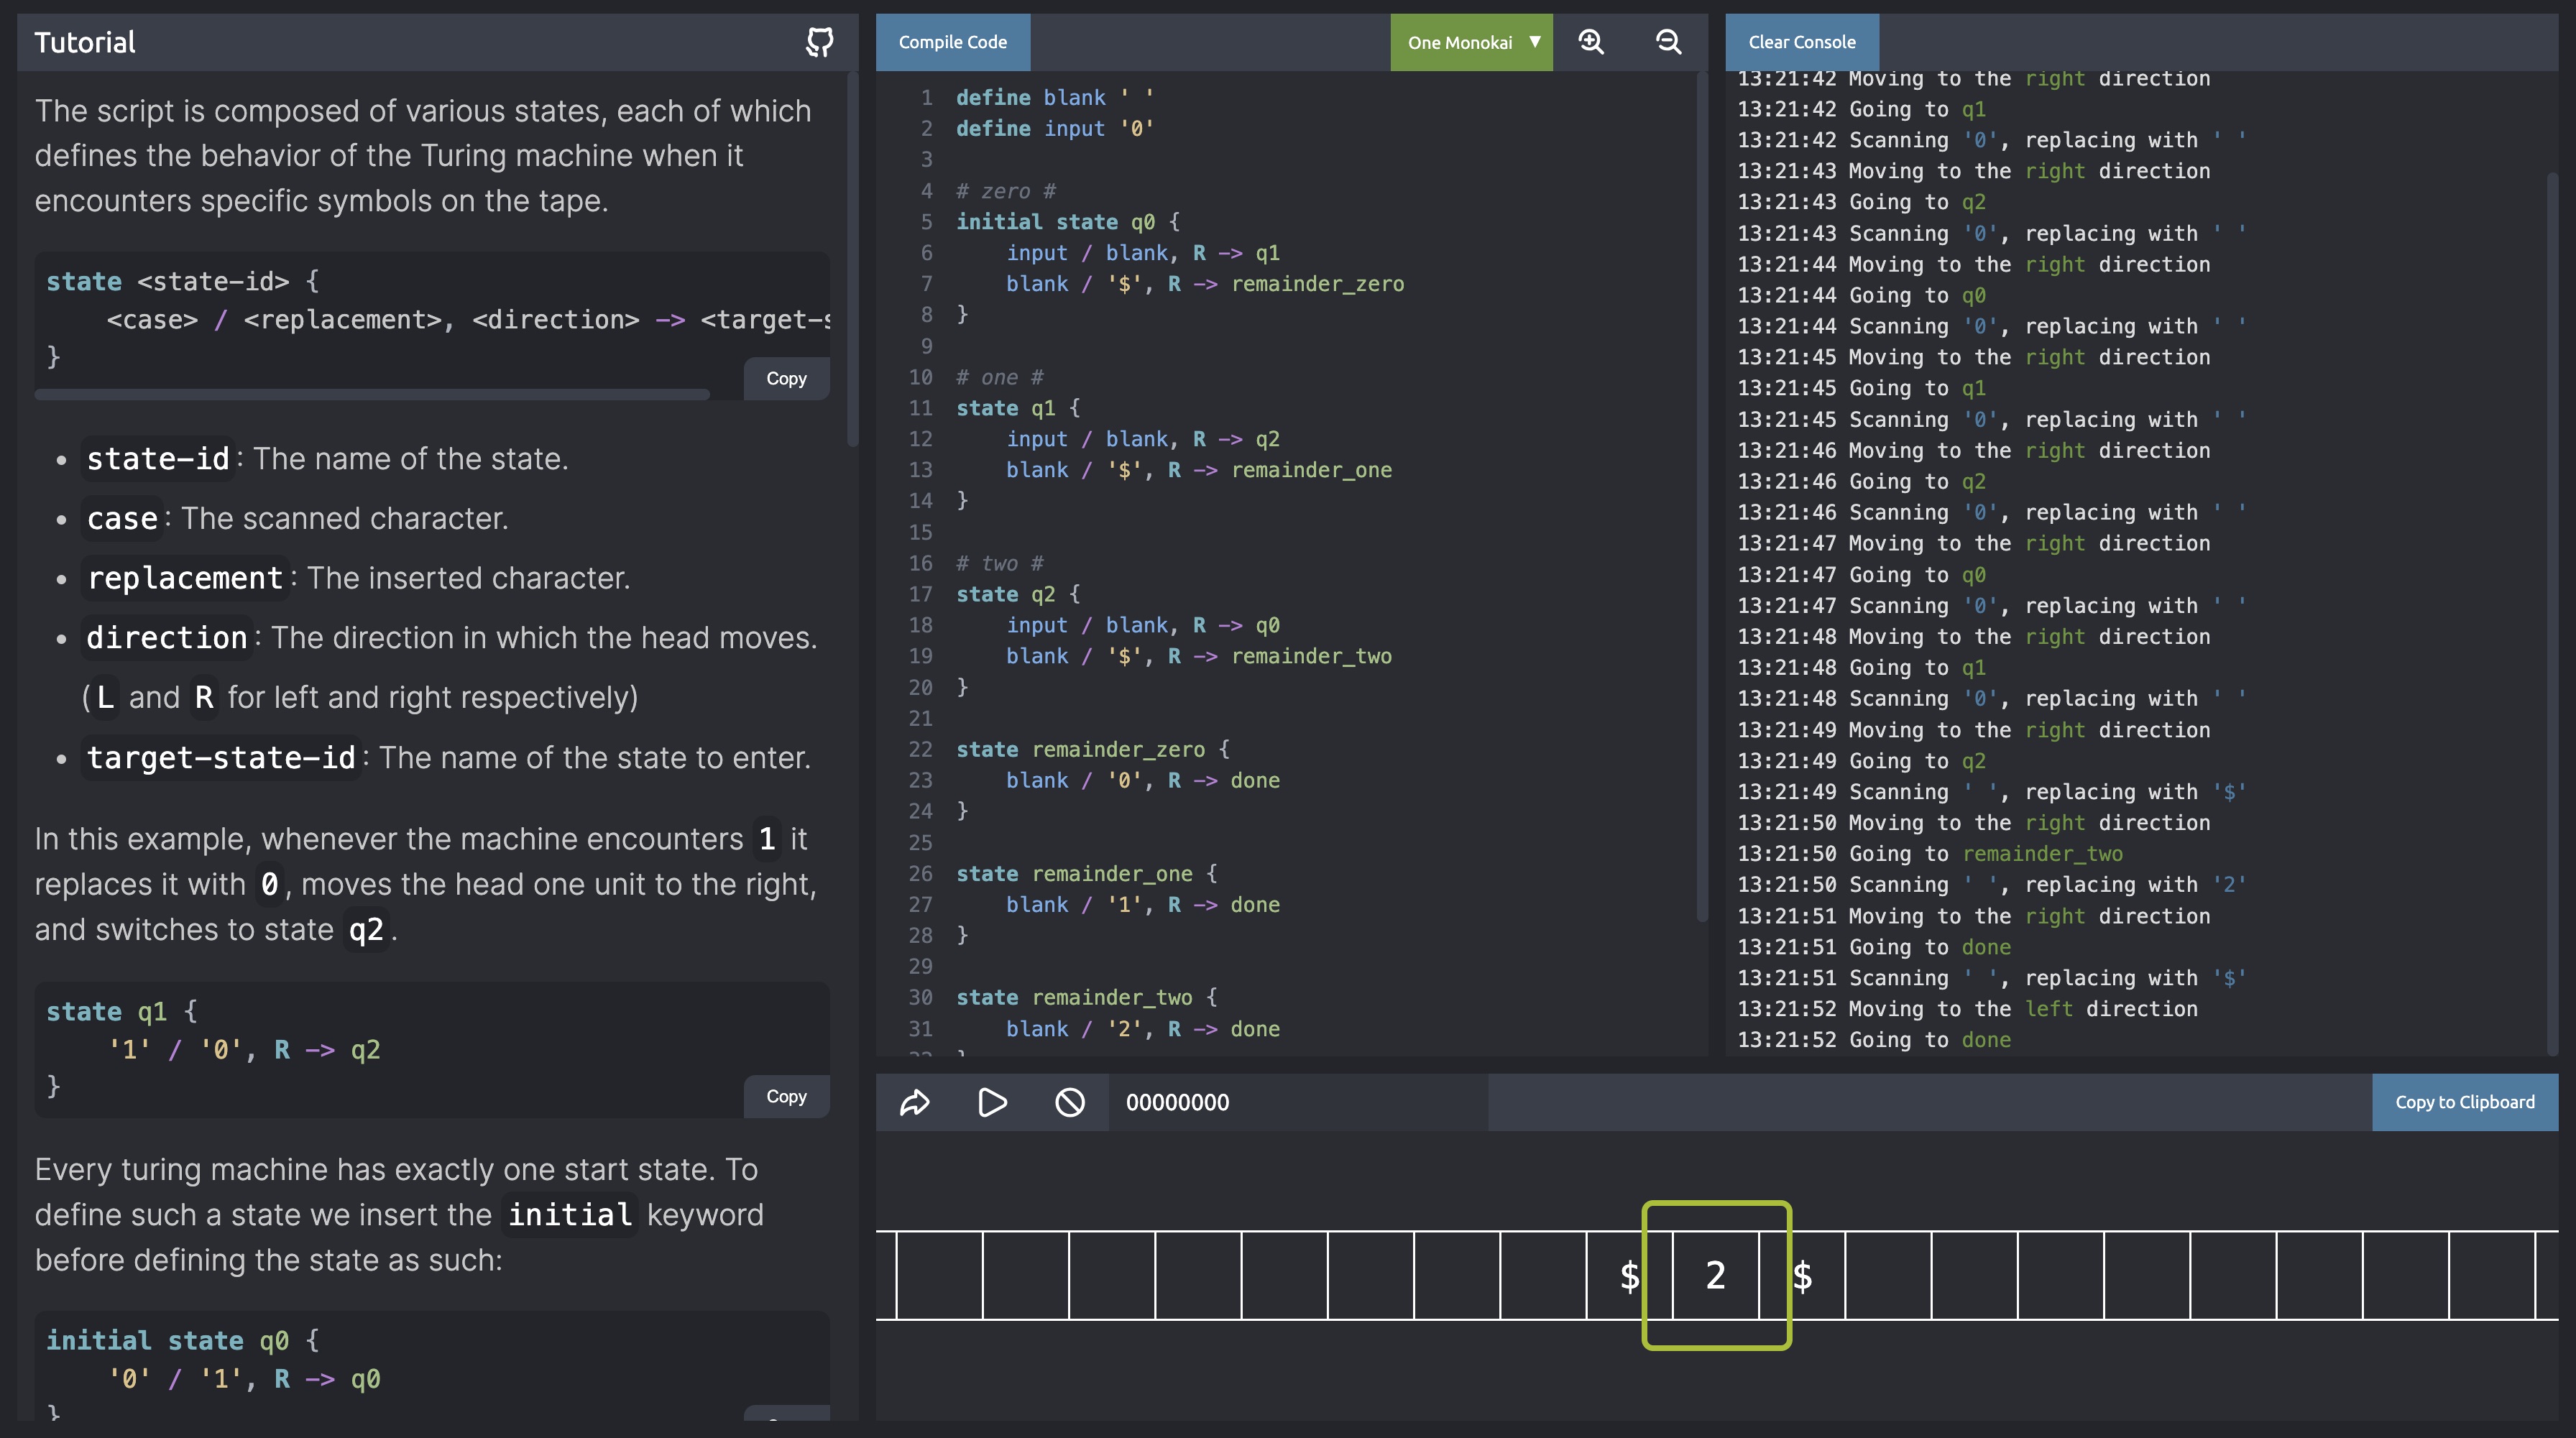 Tutorial
The script is composed of various states, each of which
defines the behavior of the Turing machine when it
encounters specific symbols on the tape.
state <state-id> {
<case> / <replacement>, <direction> -> <target-s
}
Copy
state-id: The name of the state.
case: The scanned character.
replacement: The inserted character.
direction: The direction in which the head moves.
(L and R for left and right respectively)
target-state-id: The name of the state to enter.
In this example, whenever the machine encounters 1 it
replaces it with 0, moves the head one unit to the right,
and switches to state q2.
state q1 {
'1' / '0', R -> q2
}
Copy
Every turing machine has exactly one start state. To
define such a state we insert the initial keyword
before defining the state as such:
initial state q0 {
'0' / '1', R -> q0
}
Compile Code
One Monokai ▼
1 define blank ' '
2 define input '0'
3
4 # zero #
5 initial state q0 {
6 input / blank, R -> q1
7 blank / '$', R -> remainder_zero
8 }
9
10 # one #
11 state q1 {
12 input / blank, R -> q2
13 blank / '$', R -> remainder_one
14 }
15
16 # two #
17 state q2 {
18 input / blank, R -> q0
19 blank / '$', R -> remainder_two
20 }
21
22 state remainder_zero {
23 blank / '0', R -> done
24 }
25
26 state remainder_one {
27 blank / '1', R -> done
28 }
29
30 state remainder_two {
31 blank / '2', R -> done
Clear Console
13:21:42 Moving to the right direction
13:21:42 Going to q1
13:21:42 Scanning '0', replacing with ' '
13:21:43 Moving to the right direction
13:21:43 Going to q2
13:21:43 Scanning '0', replacing with ' '
13:21:44 Moving to the right direction
13:21:44 Going to q0
13:21:44 Scanning '0', replacing with ' '
13:21:45 Moving to the right direction
13:21:45 Going to q1
13:21:45 Scanning '0', replacing with ' '
13:21:46 Moving to the right direction
13:21:46 Going to q2
13:21:46 Scanning '0', replacing with ' '
13:21:47 Moving to the right direction
13:21:47 Going to q0
13:21:47 Scanning '0', replacing with ' '
13:21:48 Moving to the right direction
13:21:48 Going to q1
13:21:48 Scanning '0', replacing with ' '
13:21:49 Moving to the right direction
13:21:49 Going to q2
13:21:49 Scanning ' ', replacing with '$'
13:21:50 Moving to the right direction
13:21:50 Going to remainder_two
13:21:50 Scanning ' ', replacing with '2'
13:21:51 Moving to the right direction
13:21:51 Going to done
13:21:51 Scanning ' ', replacing with '$'
13:21:52 Moving to the left direction
13:21:52 Going to done
00000000
Copy to Clipboard
$ 2 $